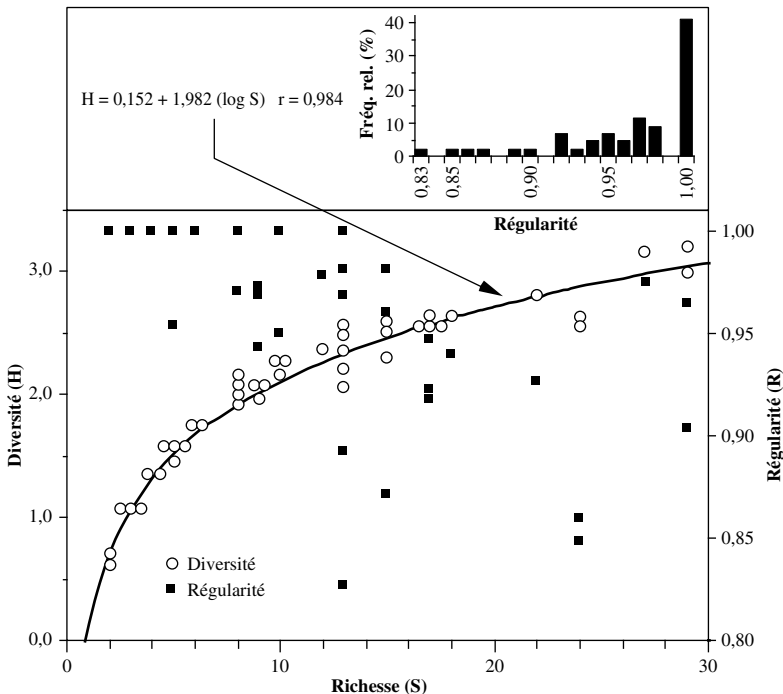 40
30
20
10
0
Fréq. rel. (%)
0,83
0,85
0,90
0,95
1,00
Régularité
H = 0,152 + 1,982 (log S) r = 0,984
3,0
2,0
1,0
0,0
Diversité (H)
1,00
0,95
0,90
0,85
0,80
Régularité (R)
Diversité
Régularité
0
10
20
30
Richesse (S)